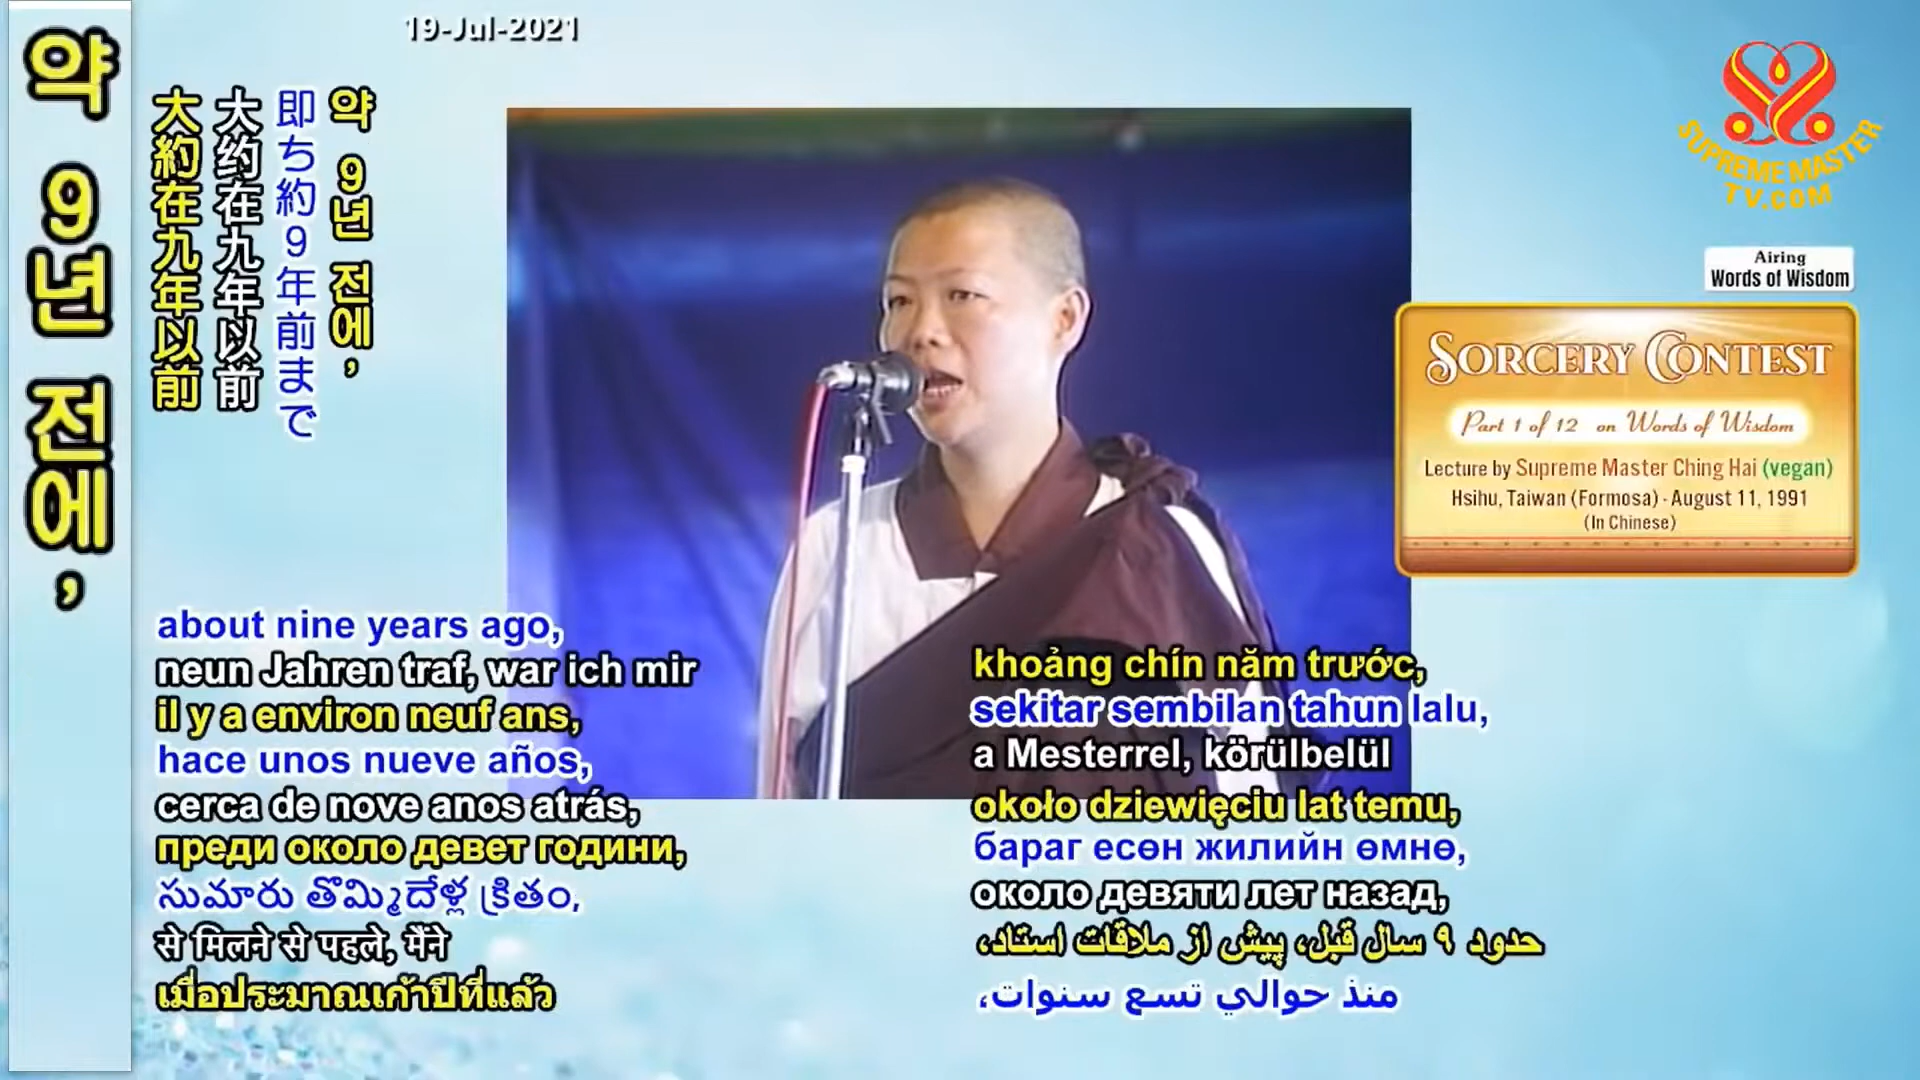 약 9년 전에,
19-Jul-2021
약 9년 전에,
即ち約9年前まで
大约在九年以前
大約在九年以前
SUPREME MASTER
TV.COM
Airing
Words of Wisdom
SORCERY CONTEST
Part 1 of 12 on Words of Wisdom
Lecture by Supreme Master Ching Hai (vegan)
Hsihu, Taiwan (Formosa) - August 11, 1991
(In Chinese)
about nine years ago,
neun Jahren traf, war ich mir
il y a environ neuf ans,
hace unos nueve años,
cerca de nove anos atrás,
преди около девет години,
సుమారు తొమ్మిదేళ్ల క్రితం,
से मिलने से पहले, मैंने
เมื่อประมาณเก้าปีที่แล้ว
khoảng chín năm trước,
sekitar sembilan tahun lalu,
a Mesterrel, körülbelül
około dziewięciu lat temu,
бараг есөн жилийн өмнө,
около девяти лет назад,
حدود ۹ سال قبل، پیش از ملاقات استاد،
منذ حوالي تسع سنوات،